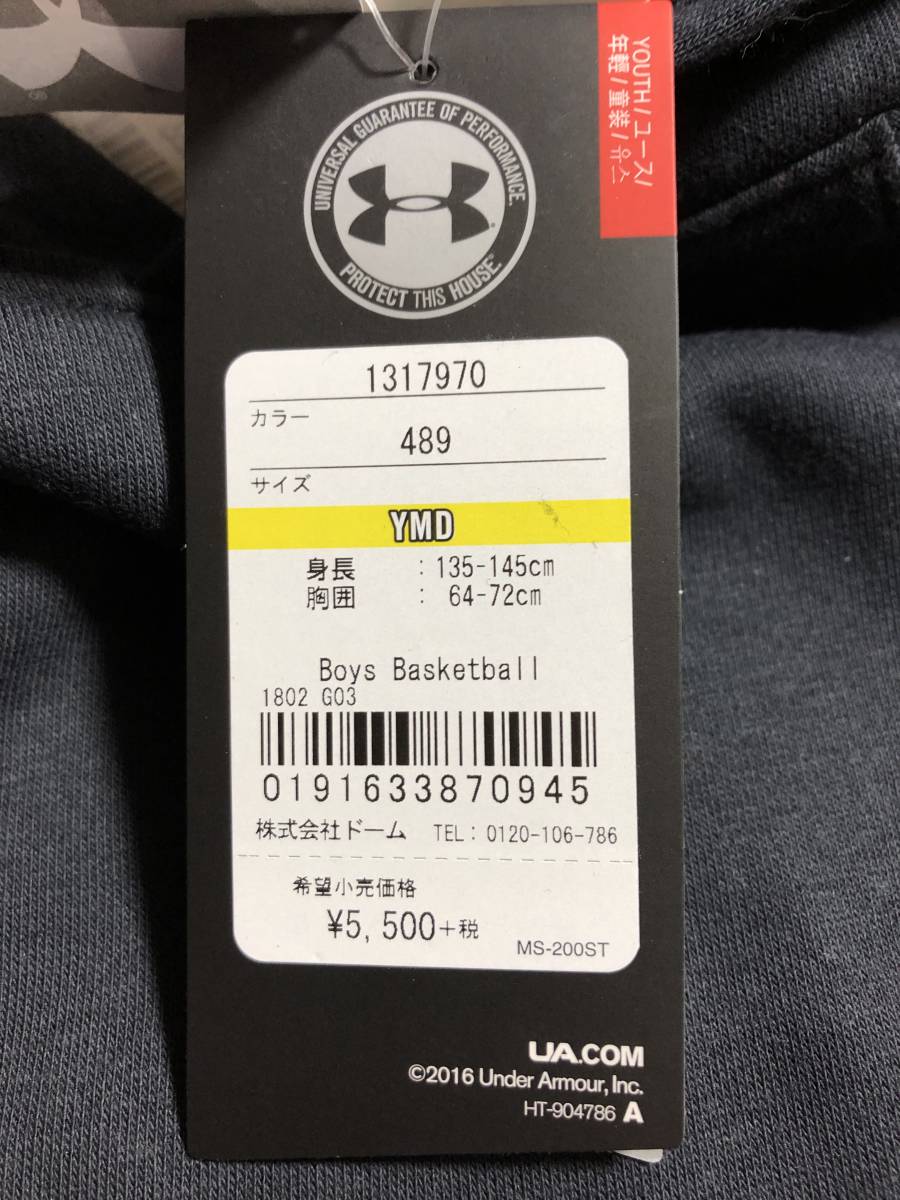 UNIVERSAL GUARANTEE OF PERFORMANCE.
PROTECT THIS HOUSE.®
YOUTH / ユース /
年輕 / 童装 / 유스
1317970
カラー
489
サイズ
YMD
身長 : 135-145cm
胸囲 : 64-72cm
Boys Basketball
1802 G03
0191633870945
株式会社ドーム TEL: 0120-106-786
希望小売価格
¥5,500+税
MS-200ST
UA.COM
©2016 Under Armour, Inc.
HT-904786 A